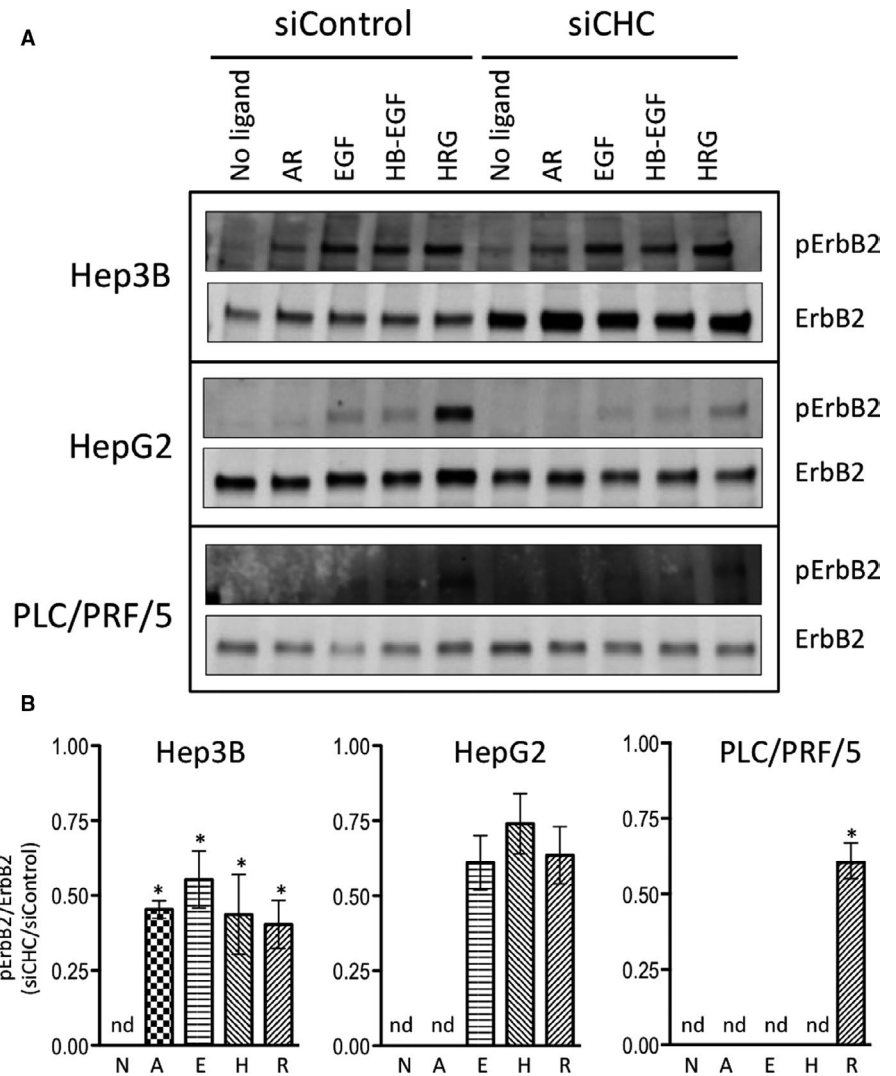 A
siControl siCHC
No ligand AR EGF HB-EGF HRG No ligand AR EGF HB-EGF HRG
Hep3B
pErbB2
ErbB2
HepG2
pErbB2
ErbB2
PLC/PRF/5
pErbB2
ErbB2
B
pErbB2/ErbB2
(siCHC/siControl)
Hep3B
1.00
0.75
0.50
0.25
0.00
nd * * * *
N A E H R
HepG2
1.00
0.75
0.50
0.25
0.00
nd nd
N A E H R
PLC/PRF/5
1.00
0.75
0.50
0.25
0.00
nd nd nd nd *
N A E H R